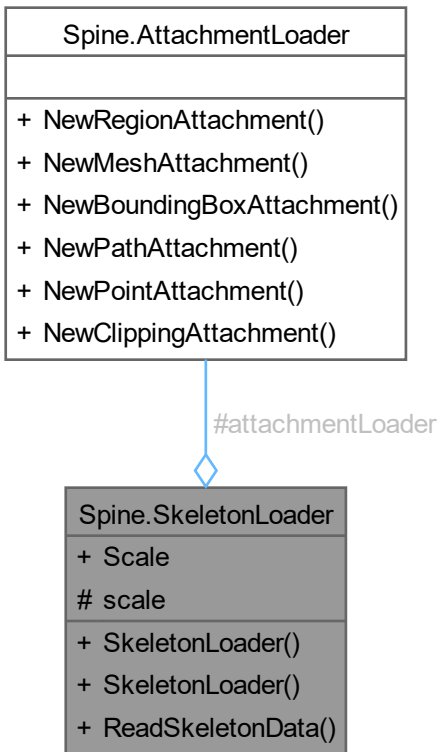 Spine.AttachmentLoader
+ NewRegionAttachment()
+ NewMeshAttachment()
+ NewBoundingBoxAttachment()
+ NewPathAttachment()
+ NewPointAttachment()
+ NewClippingAttachment()
#attachmentLoader
Spine.SkeletonLoader
+ Scale
# scale
+ SkeletonLoader()
+ SkeletonLoader()
+ ReadSkeletonData()